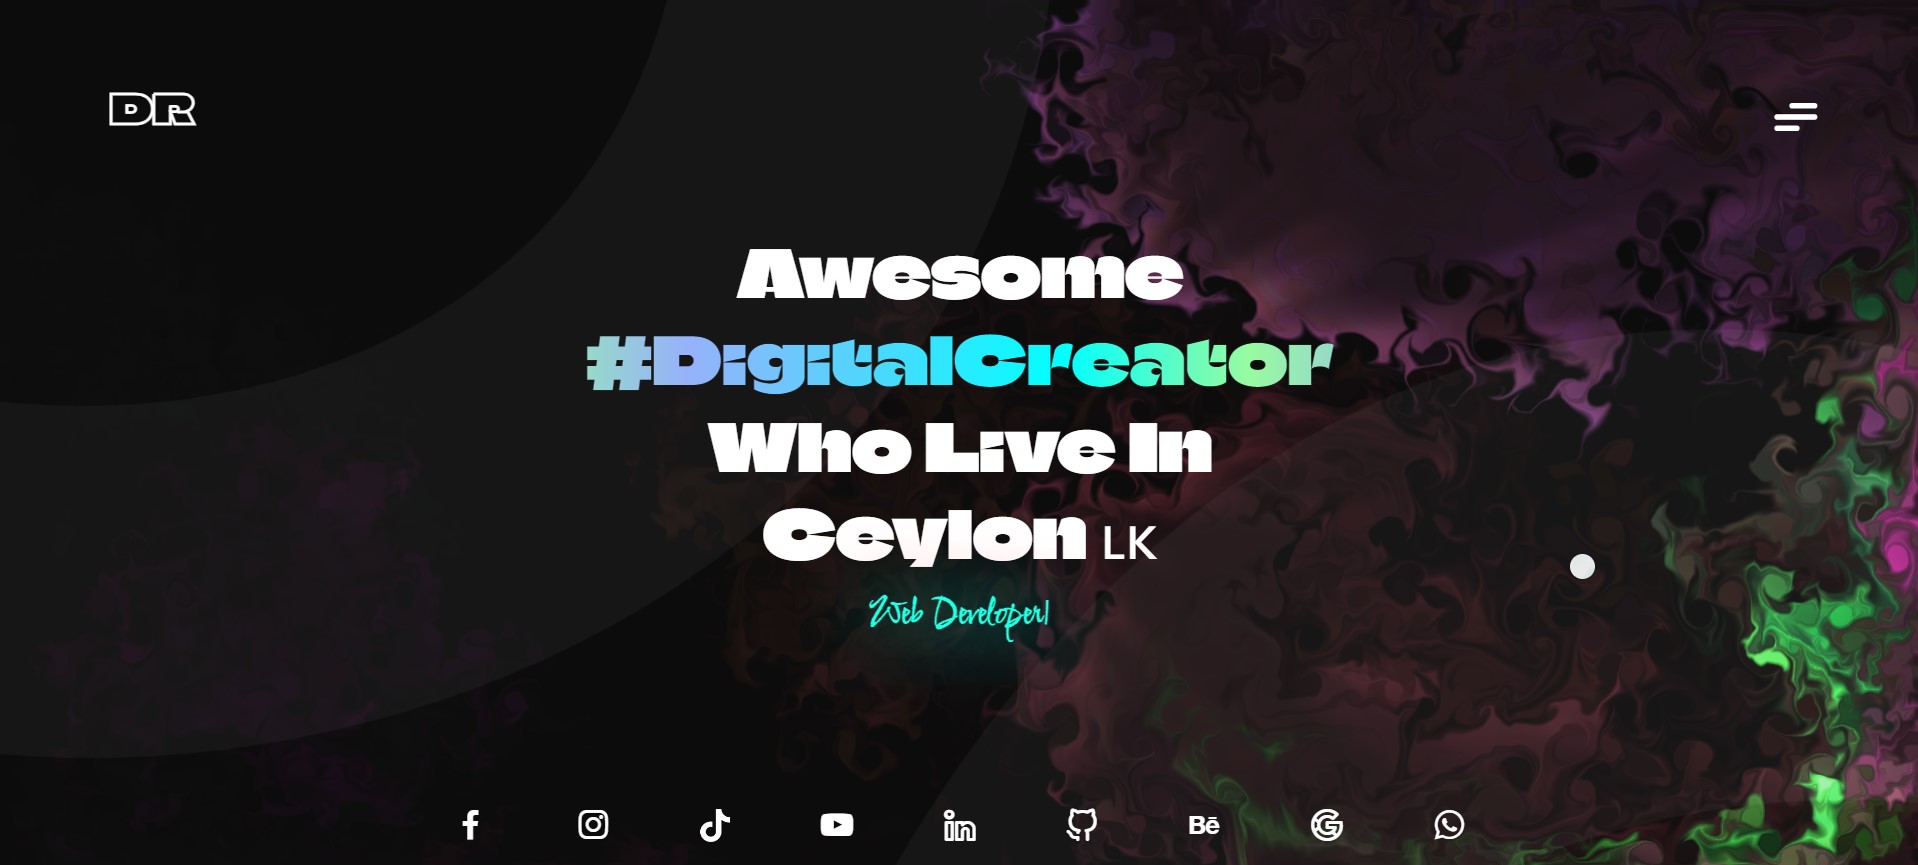 DR
Awesome
#DigitalCreator
Who Live In
Ceylon LK
Web Developer|
Bē